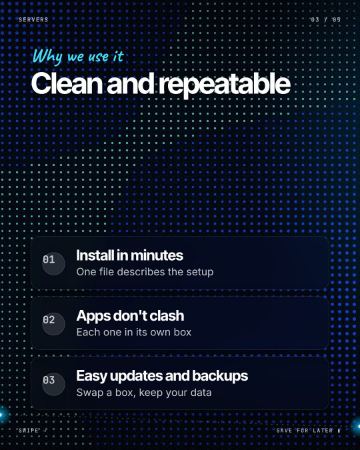 SERVERS
03 / 05
Why we use it
Clean and repeatable
01
Install in minutes
One file describes the setup
02
Apps don't clash
Each one in its own box
03
Easy updates and backups
Swap a box, keep your data
SWIPE
SAVE FOR LATER